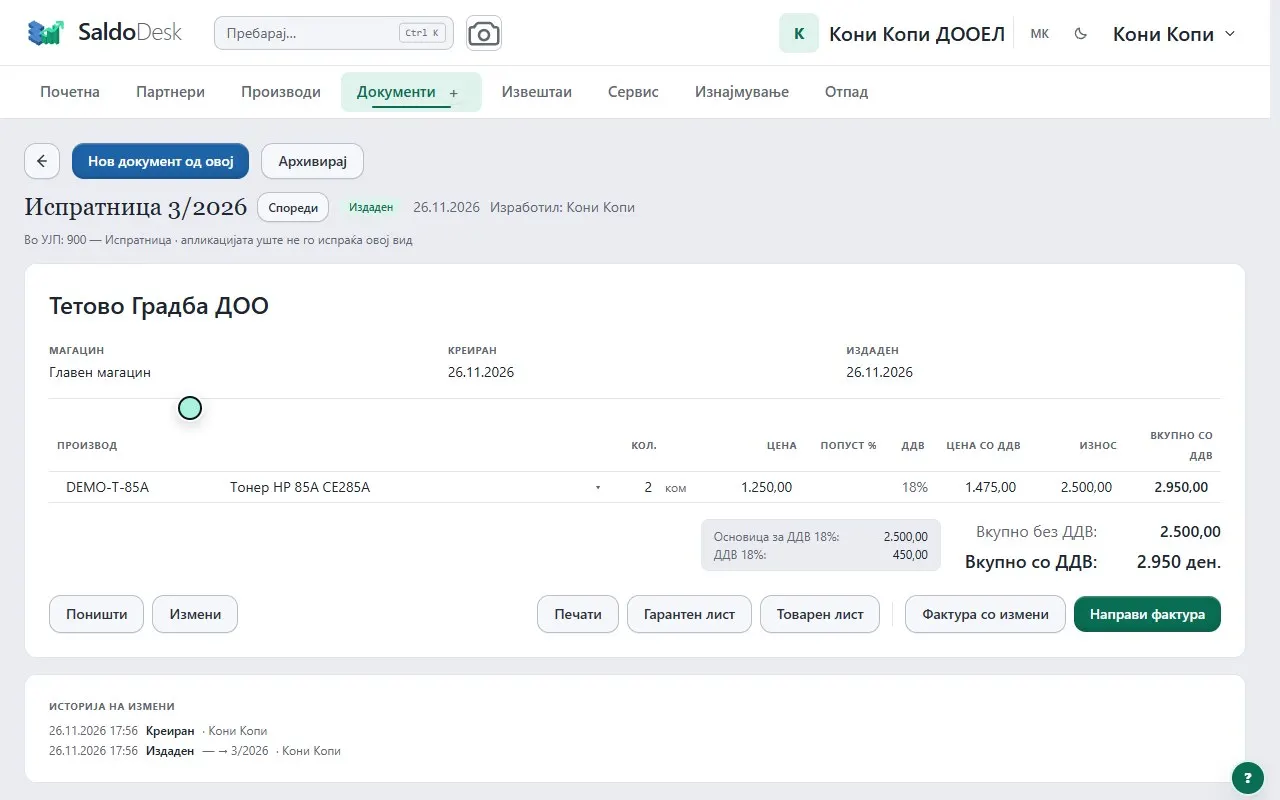 SaldoDesk
Пребарај...
Ctrl K
К
Кони Копи ДООЕЛ
МК
Кони Копи
Почетна
Партнери
Производи
Документи +
Извештаи
Сервис
Изнајмување
Отпад
Нов документ од овој
Архивирај
Испратница 3/2026
Спореди
Издаден
26.11.2026
Изработил: Кони Копи
Во УЈП: 900 — Испратница · апликацијата уште не го испраќа овој вид
Тетово Градба ДОО
МАГАЦИН
КРЕИРАН
ИЗДАДЕН
Главен магацин
26.11.2026
26.11.2026
ПРОИЗВОД
КОЛ.
ЦЕНА
ПОПУСТ %
ДДВ
ЦЕНА СО ДДВ
ИЗНОС
ВКУПНО СО
ДДВ
DEMO-T-85A
Тонер HP 85A CE285A
2 ком
1.250,00
18%
1.475,00
2.500,00
2.950,00
Основица за ДДВ 18%: 2.500,00
ДДВ 18%: 450,00
Вкупно без ДДВ: 2.500,00
Вкупно со ДДВ: 2.950 ден.
Поништи
Измени
Печати
Гарантен лист
Товарен лист
Фактура со измени
Направи фактура
ИСТОРИЈА НА ИЗМЕНИ
26.11.2026 17:56 Креиран · Кони Копи
26.11.2026 17:56 Издаден — → 3/2026 · Кони Копи
?